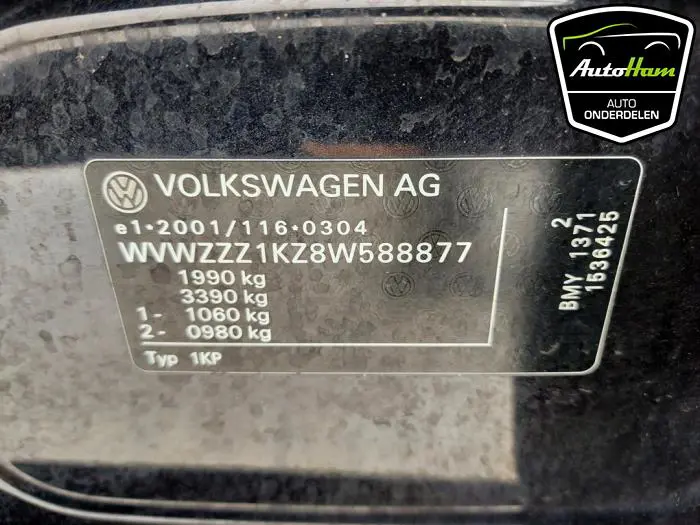 AutoHam
AUTO
ONDERDELEN
VOLKSWAGEN AG
e1*2001/116*0304
WVWZZZ1KZ8W588877
1990 kg
3390 kg
1- 1060 kg
2- 0980 kg
Typ 1KP
2
BMY 1371
1536425